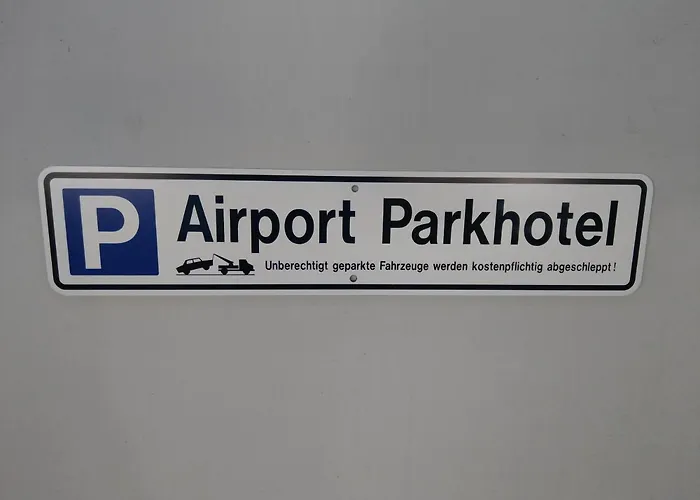 P
Airport Parkhotel
Unberechtigt geparkte Fahrzeuge werden kostenpflichtig abgeschleppt!